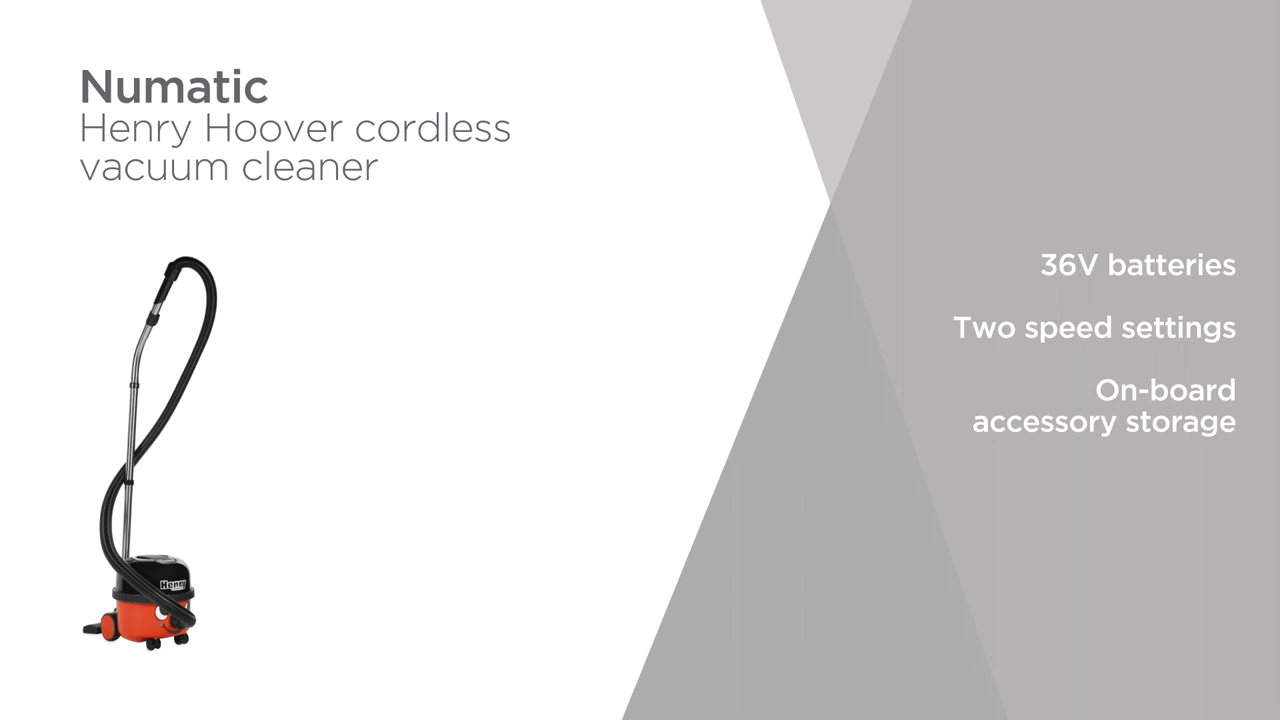 Numatic
Henry Hoover cordless
vacuum cleaner
36V batteries
Two speed settings
On-board
accessory storage
Henry